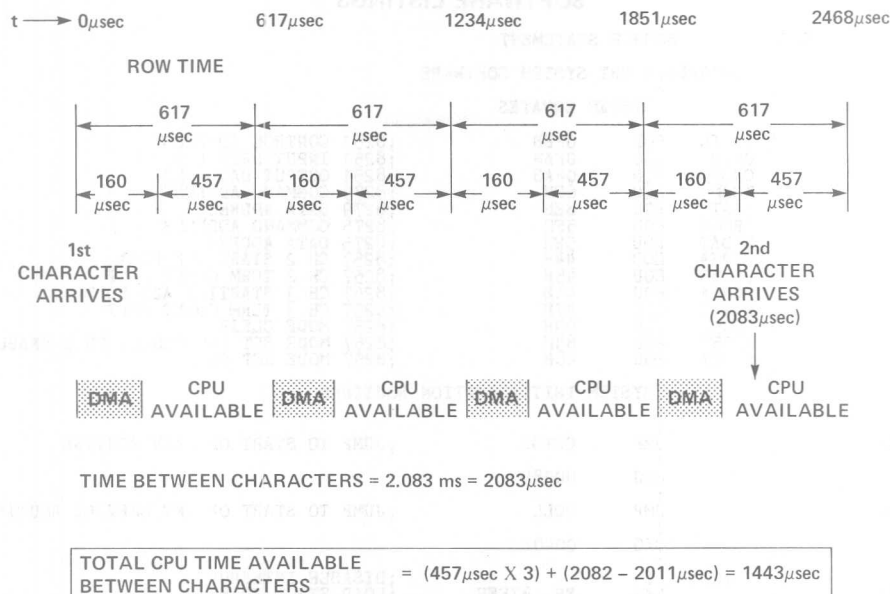 t 0μsec 617μsec 1234μsec 1851μsec 2468μsec
ROW TIME
617 μsec 617 μsec 617 μsec 617 μsec
160 μsec 457 μsec 160 μsec 457 μsec 160 μsec 457 μsec 160 μsec 457 μsec
1st
CHARACTER
ARRIVES
2nd
CHARACTER
ARRIVES
(2083μsec)
DMA CPU AVAILABLE DMA CPU AVAILABLE DMA CPU AVAILABLE DMA CPU AVAILABLE
TIME BETWEEN CHARACTERS = 2.083 ms = 2083μsec
TOTAL CPU TIME AVAILABLE
BETWEEN CHARACTERS = (457μsec X 3) + (2082 – 2011μsec) = 1443μsec